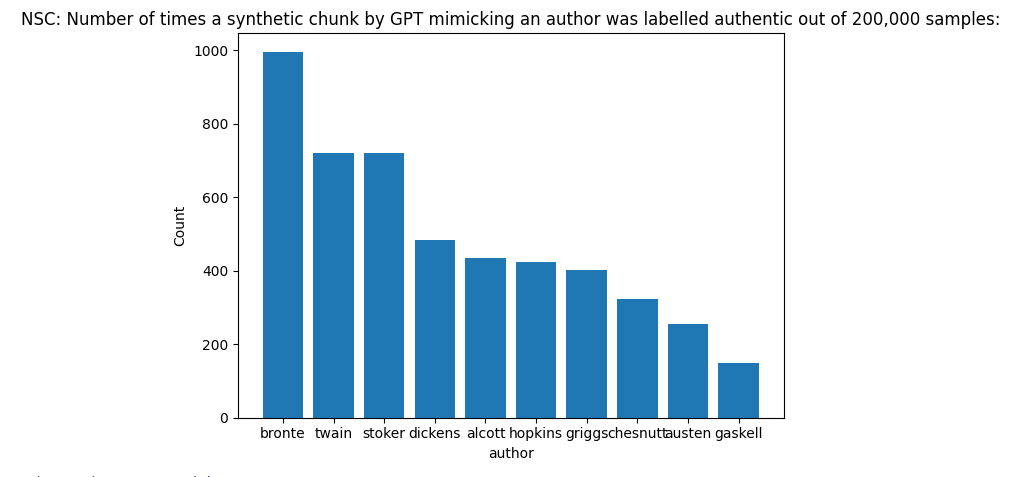 NSC: Number of times a synthetic chunk by GPT mimicking an author was labelled authentic out of 200,000 samples:
1000
800
600
400
200
0
Count
bronte twain stoker dickens alcott hopkins griggs chesnutt austen gaskell
author